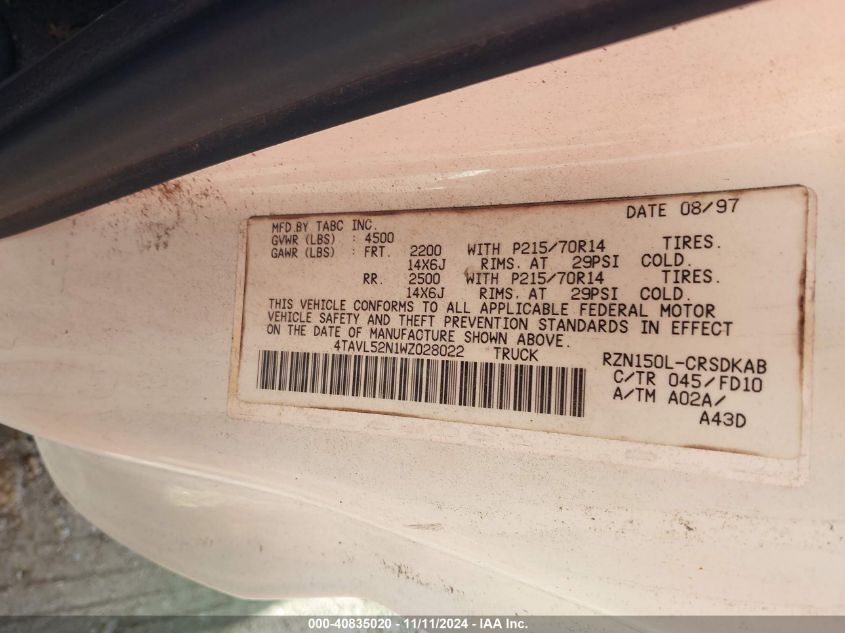 DATE 08/97
MFD BY TABC INC.
GVWR (LBS) : 4500
GAWR (LBS) : FRT. 2200 WITH P215/70R14 TIRES.
14X6J RIMS. AT 29PSI COLD.
RR. 2500 WITH P215/70R14 TIRES.
14X6J RIMS. AT 29PSI COLD.
THIS VEHICLE CONFORMS TO ALL APPLICABLE FEDERAL MOTOR
VEHICLE SAFETY AND THEFT PREVENTION STANDARDS IN EFFECT
ON THE DATE OF MANUFACTURE SHOWN ABOVE.
4TAVL52N1WZ028022 TRUCK
RZN150L-CRSDKAB
C/TR 045/FD10
A/TM A02A/
A43D
000-40835020 - 11/11/2024 - IAA Inc.